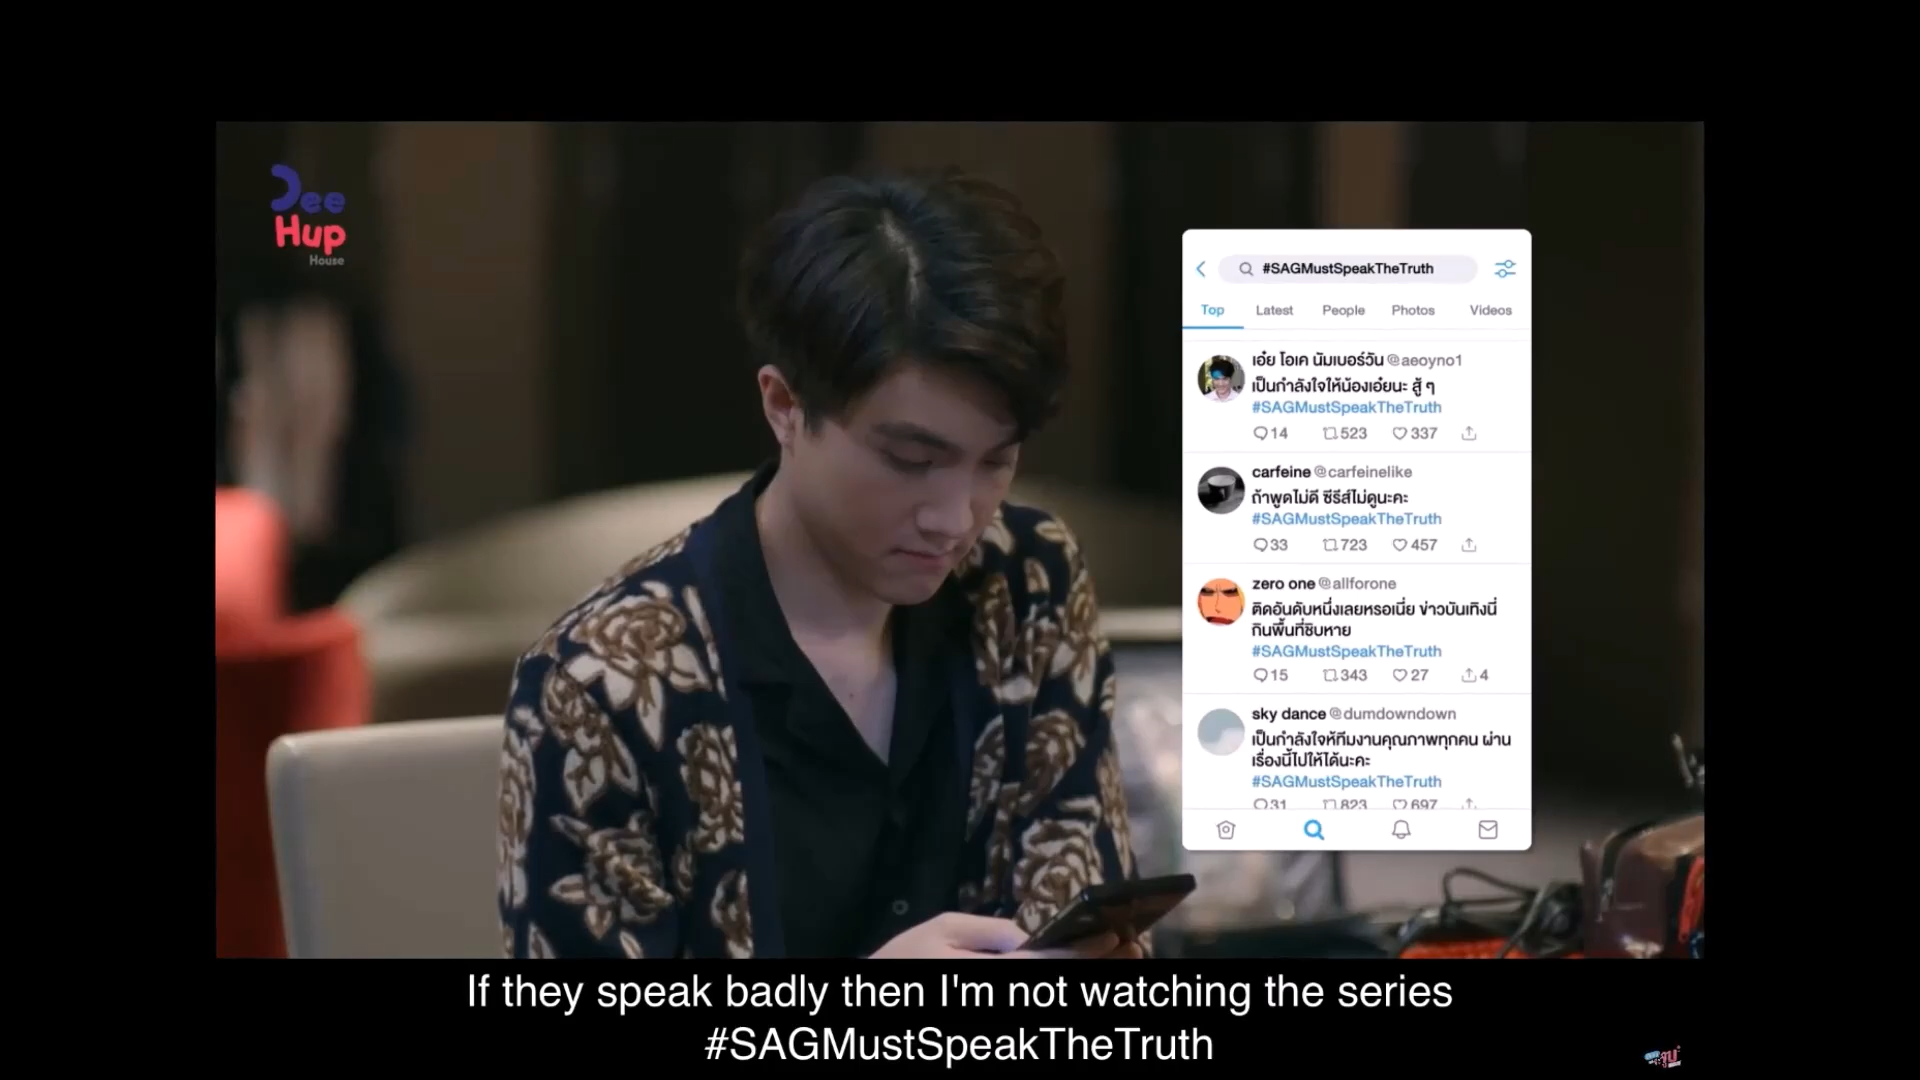 Dee
Hup
House
#SAGMustSpeakTheTruth
Top Latest People Photos Videos
เอ๋ย โอเค นัมเบอร์วัน @aeoyno1
เป็นกำลังใจให้น้องเอ๋ยนะ สู้ ๆ
#SAGMustSpeakTheTruth
14 523 337
carfeine @carfeinelike
ถ้าพูดไม่ดี ซีรีส์ไม่ดูนะคะ
#SAGMustSpeakTheTruth
33 723 457
zero one @allforone
ติดอันดับหนึ่งเลยหรอเนี่ย ข่าวบันเทิงนี่
กินพื้นที่ชิบหาย
#SAGMustSpeakTheTruth
15 343 27 4
sky dance @dumdowndown
เป็นกำลังใจห้ทีมงานคุณภาพทุกคน ผ่าน
เรื่องนี้ไปให้ได้นะคะ
#SAGMustSpeakTheTruth
31 823 697
If they speak badly then I'm not watching the series
#SAGMustSpeakTheTruth